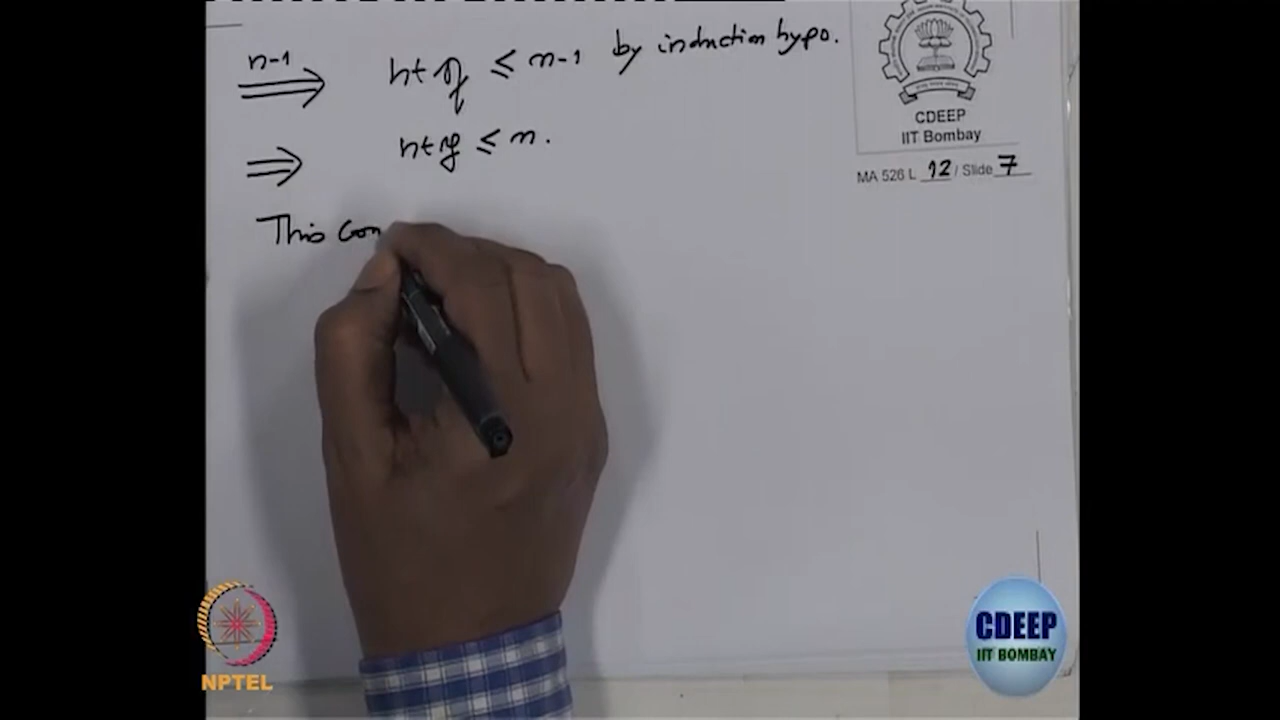 n-1
⟹ ht 𝔮 ≤ n-1 by induction hypo.
⟹ ht 𝔭 ≤ n.
This con
CDEEP
IIT Bombay
MA 526 L 12 / Slide 7
NPTEL
CDEEP
IIT BOMBAY